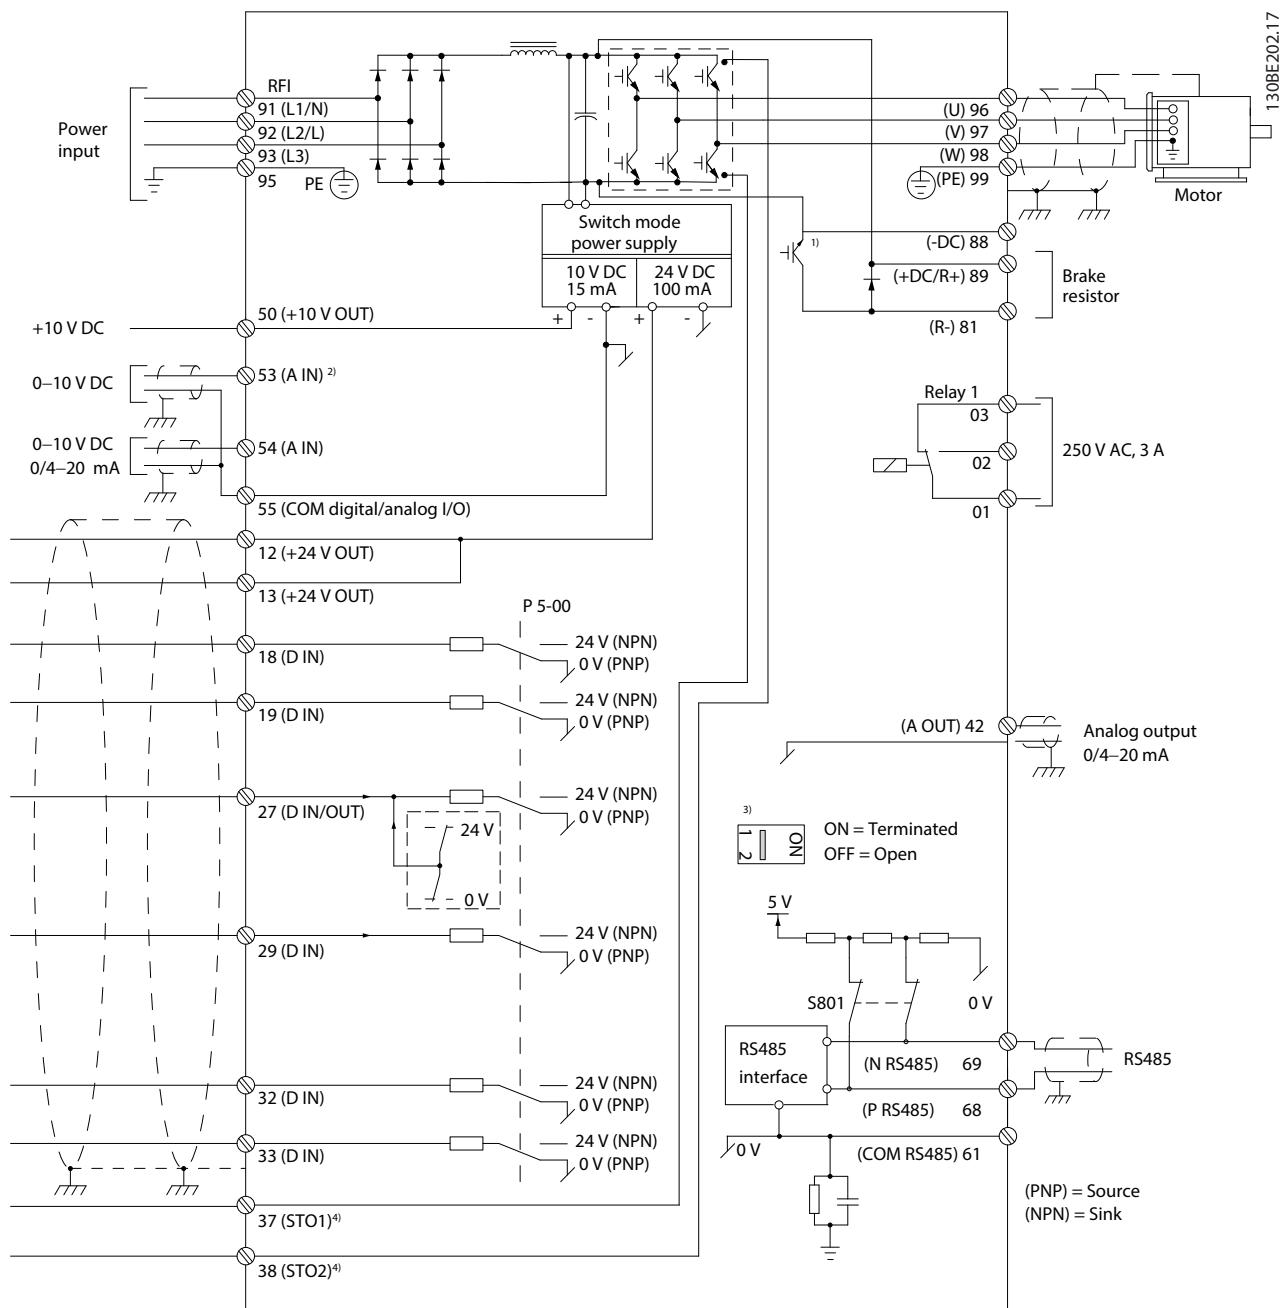 130BE202.17
RFI
Power
input
91 (L1/N)
92 (L2/L)
93 (L3)
95
PE
(U) 96
(V) 97
(W) 98
(PE) 99
Motor
Switch mode
power supply
10 V DC
15 mA
24 V DC
100 mA
+
-
+
-
1)
(-DC) 88
(+DC/R+) 89
(R-) 81
Brake
resistor
+10 V DC
50 (+10 V OUT)
0–10 V DC
53 (A IN) 2)
0–10 V DC
0/4–20 mA
54 (A IN)
55 (COM digital/analog I/O)
Relay 1
03
02
01
250 V AC, 3 A
12 (+24 V OUT)
13 (+24 V OUT)
P 5-00
18 (D IN)
24 V (NPN)
0 V (PNP)
19 (D IN)
24 V (NPN)
0 V (PNP)
27 (D IN/OUT)
24 V (NPN)
0 V (PNP)
24 V
0 V
29 (D IN)
24 V (NPN)
0 V (PNP)
32 (D IN)
24 V (NPN)
0 V (PNP)
33 (D IN)
24 V (NPN)
0 V (PNP)
37 (STO1)4)
38 (STO2)4)
(A OUT) 42
Analog output
0/4–20 mA
3)
1 2
ON
ON = Terminated
OFF = Open
5 V
S801
0 V
RS485
interface
(N RS485) 69
(P RS485) 68
RS485
0 V
(COM RS485) 61
(PNP) = Source
(NPN) = Sink